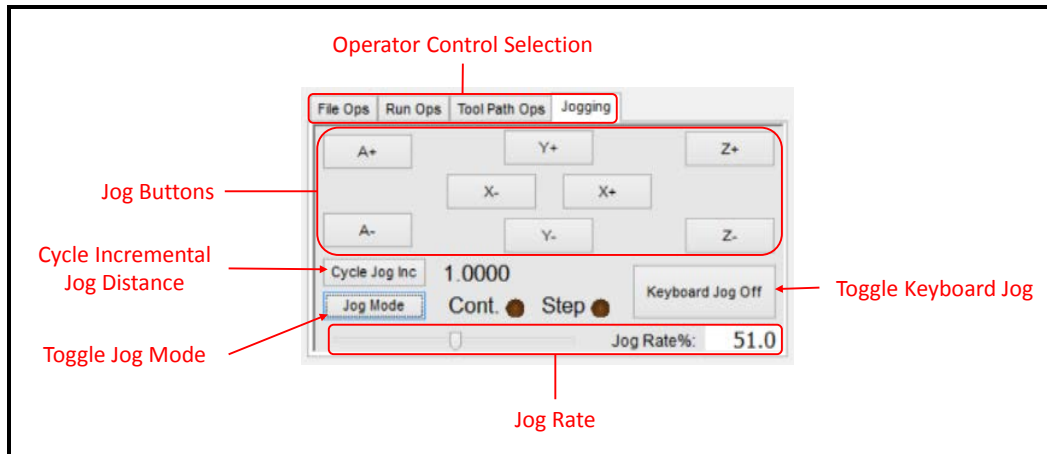 Operator Control Selection
File Ops Run Ops Tool Path Ops Jogging
A+ Y+ Z+
Jog Buttons
X- X+
A- Y- Z-
Cycle Incremental
Jog Distance
Cycle Jog Inc 1.0000
Keyboard Jog Off
Toggle Keyboard Jog
Jog Mode Cont. Step
Toggle Jog Mode
Jog Rate%: 51.0
Jog Rate